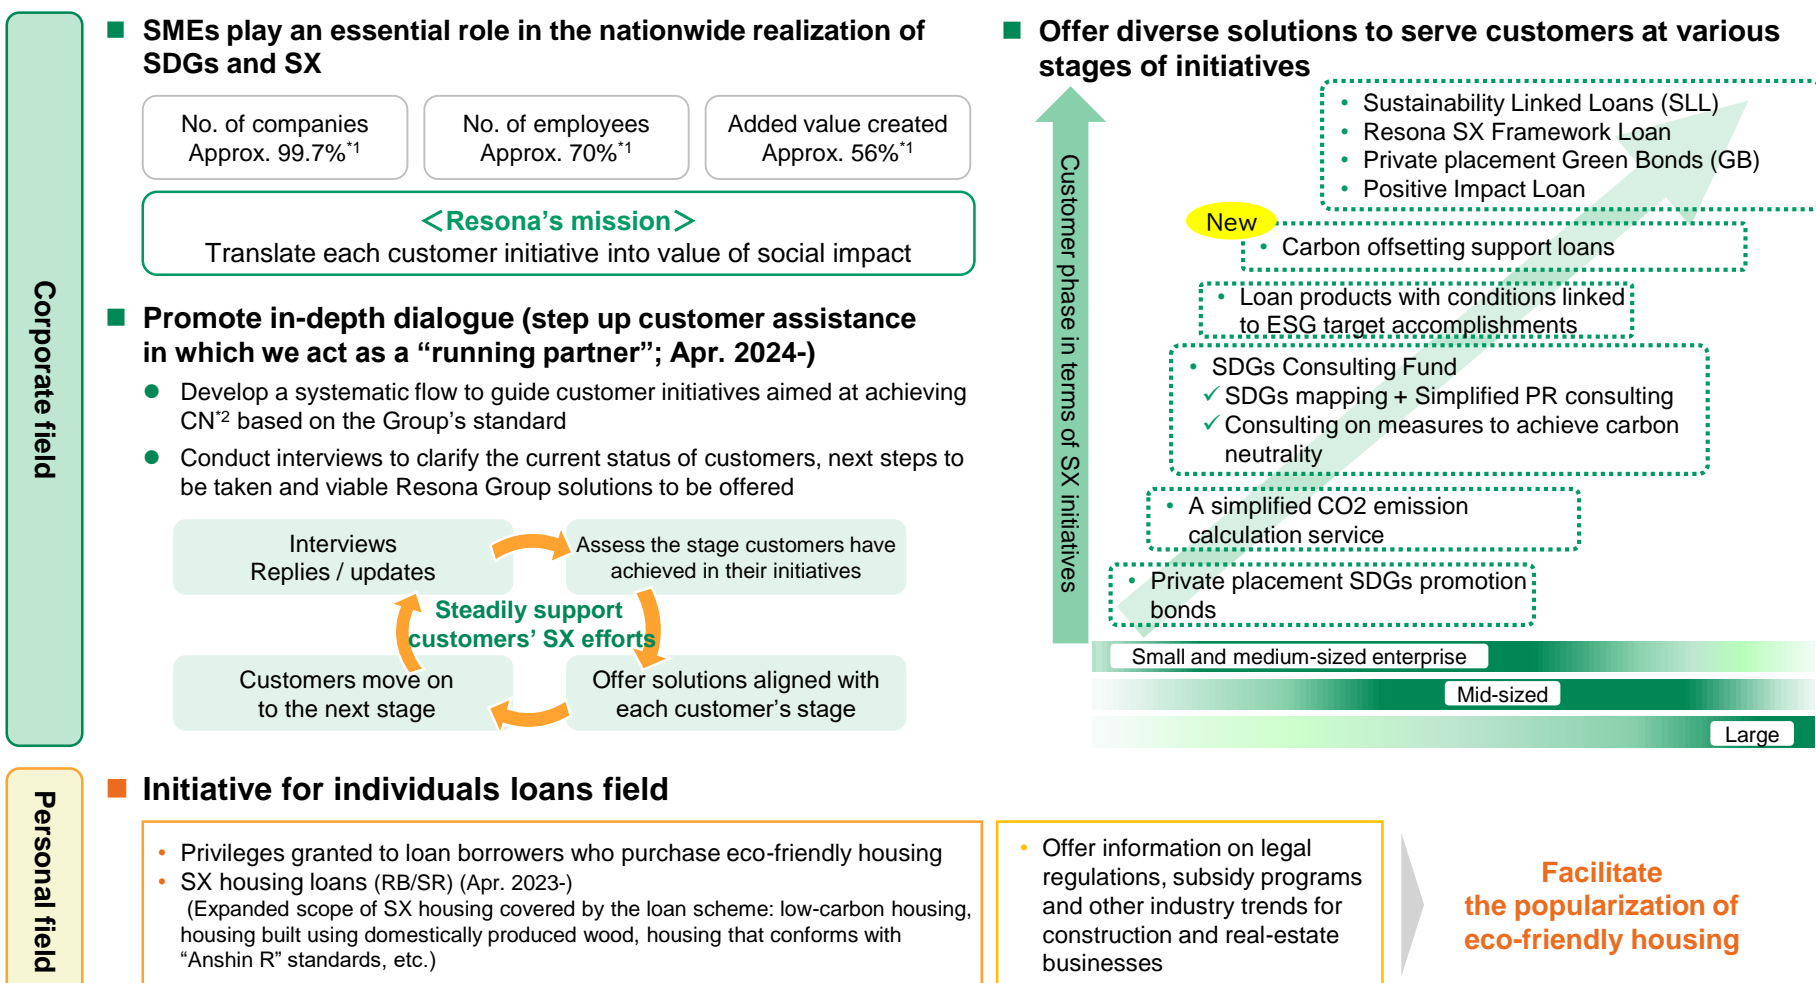 Corporate field
SMEs play an essential role in the nationwide realization of
SDGs and SX
No. of companies
Approx. 99.7%*1
No. of employees
Approx. 70%*1
Added value created
Approx. 56%*1
＜Resona’s mission＞
Translate each customer initiative into value of social impact
Promote in-depth dialogue (step up customer assistance
in which we act as a “running partner”; Apr. 2024-)
● Develop a systematic flow to guide customer initiatives aimed at achieving
CN*2 based on the Group’s standard
● Conduct interviews to clarify the current status of customers, next steps to
be taken and viable Resona Group solutions to be offered
Interviews
Replies / updates
Assess the stage customers have
achieved in their initiatives
Steadily support
customers’ SX efforts
Customers move on
to the next stage
Offer solutions aligned with
each customer’s stage
Offer diverse solutions to serve customers at various
stages of initiatives
Customer phase in terms of SX initiatives
• Sustainability Linked Loans (SLL)
• Resona SX Framework Loan
• Private placement Green Bonds (GB)
• Positive Impact Loan
New
• Carbon offsetting support loans
• Loan products with conditions linked
to ESG target accomplishments
• SDGs Consulting Fund
✓ SDGs mapping + Simplified PR consulting
✓ Consulting on measures to achieve carbon
neutrality
• A simplified CO2 emission
calculation service
• Private placement SDGs promotion
bonds
Small and medium-sized enterprise
Mid-sized
Large
Personal field
Initiative for individuals loans field
• Privileges granted to loan borrowers who purchase eco-friendly housing
• SX housing loans (RB/SR) (Apr. 2023-)
(Expanded scope of SX housing covered by the loan scheme: low-carbon housing,
housing built using domestically produced wood, housing that conforms with
“Anshin R” standards, etc.)
• Offer information on legal
regulations, subsidy programs
and other industry trends for
construction and real-estate
businesses
Facilitate
the popularization of
eco-friendly housing